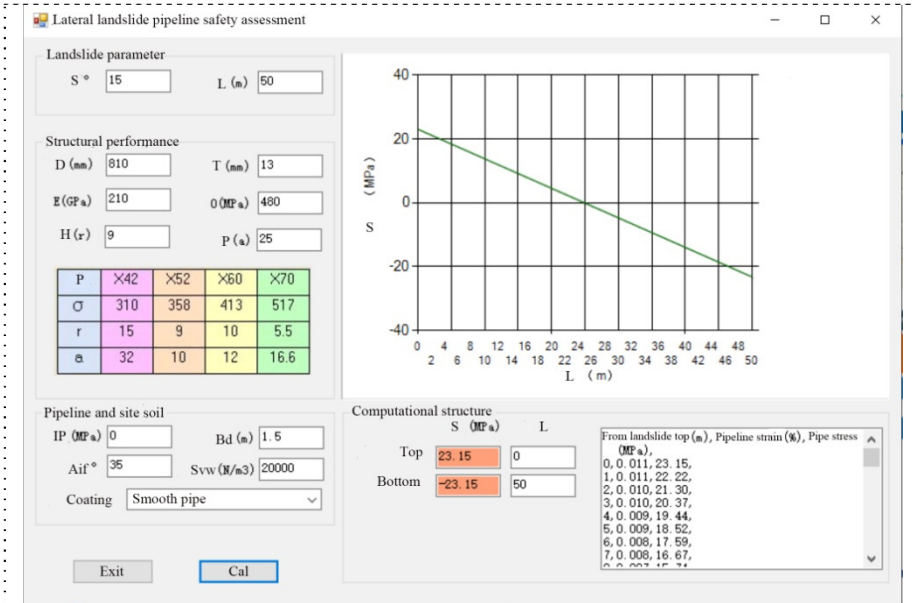 Lateral landslide pipeline safety assessment
Landslide parameter
S ° 15 L (m) 50
Structural performance
D (mm) 810 T (mm) 13
E(GPa) 210 0(MPa) 480
H(r) 9 P(a) 25
P X42 X52 X60 X70
σ 310 358 413 517
r 15 9 10 5.5
a 32 10 12 16.6
Pipeline and site soil
IP (MPa) 0 Bd (m) 1.5
Aif ° 35 Svw(N/m3) 20000
Coating Smooth pipe
Exit Cal
40
20
0
-20
-40
(MPa)
S
0 4 8 12 16 20 24 28 32 36 40 44 48
2 6 10 14 18 22 26 30 34 38 42 46 50
L (m)
Computational structure
S (MPa) L
Top 23.15 0
Bottom -23.15 50
From landslide top(m), Pipeline strain(%), Pipe stress
(MPa),
0, 0.011, 23.15,
1, 0.011, 22.22,
2, 0.010, 21.30,
3, 0.010, 20.37,
4, 0.009, 19.44,
5, 0.009, 18.52,
6, 0.008, 17.59,
7, 0.008, 16.67,